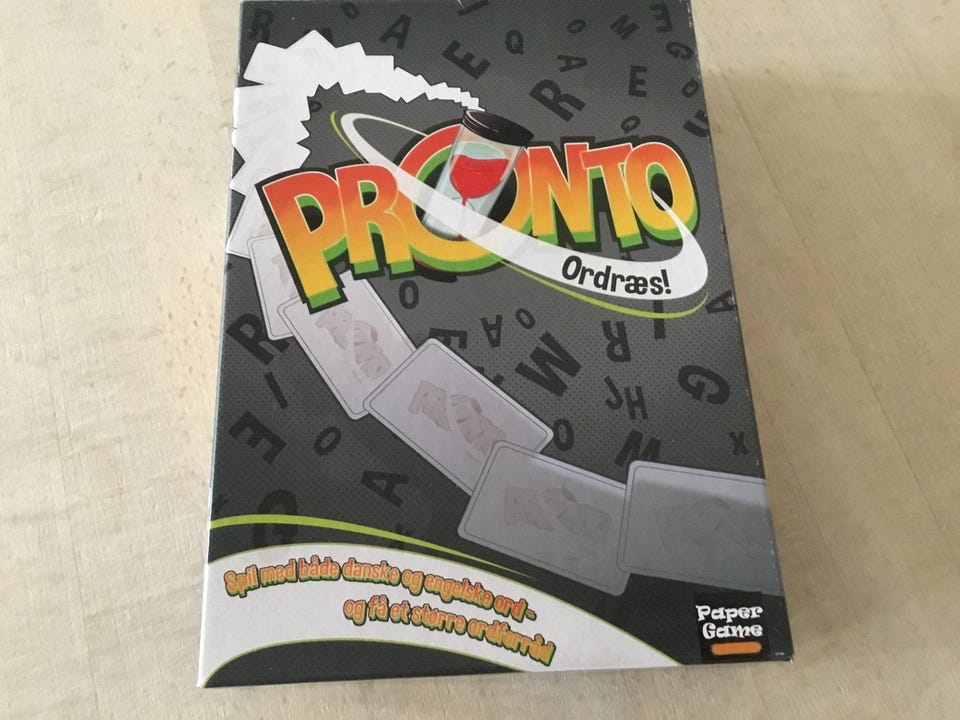 PRONTO
Ordræs!
Spil med både danske og engelske ord -
og få et større ordforråd
Paper
Game